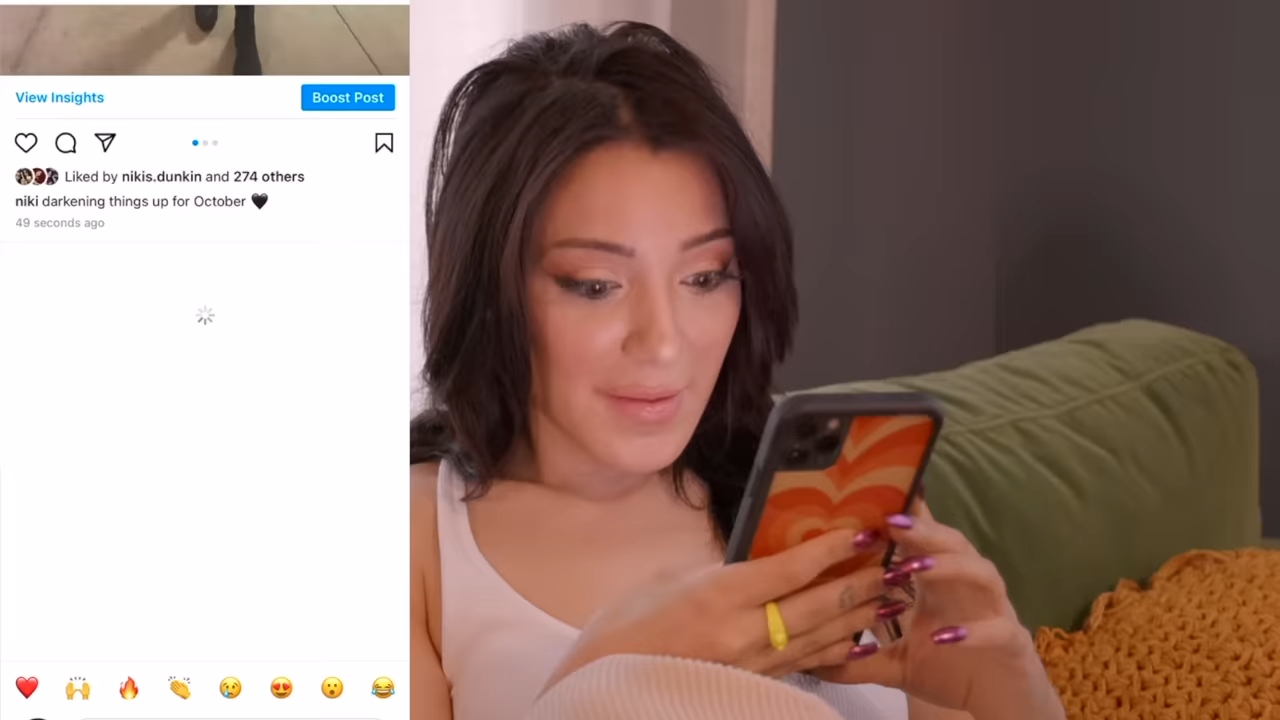 View Insights
Boost Post
Liked by nikis.dunkin and 274 others
niki darkening things up for October 🖤
49 seconds ago